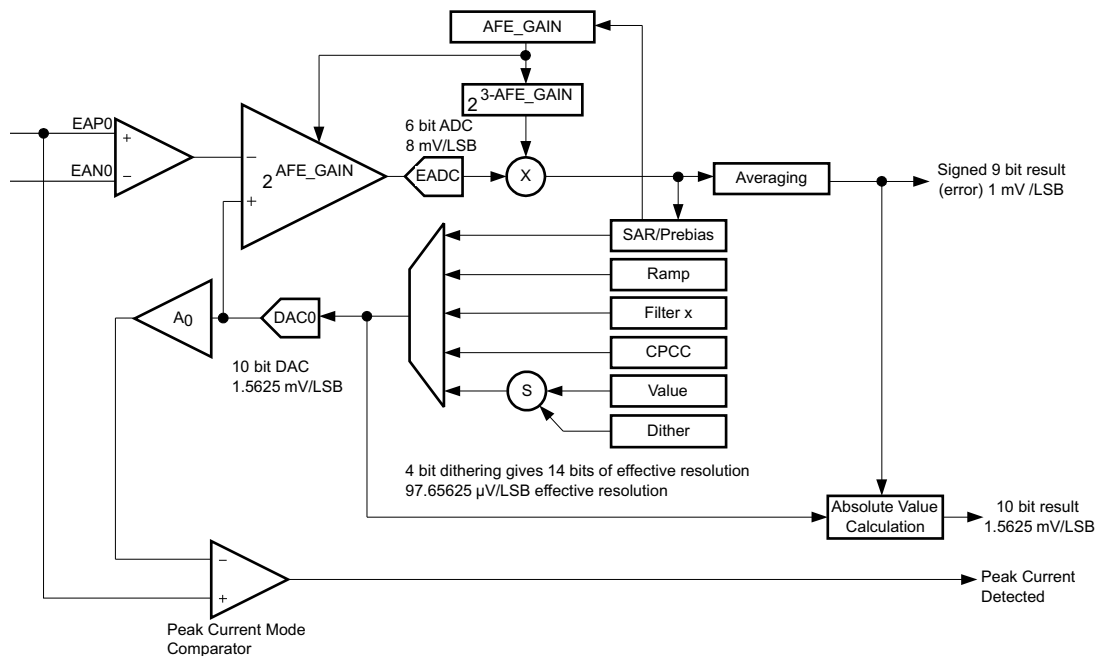 AFE_GAIN
2 3-AFE_GAIN
6 bit ADC
8 mV/LSB
EAP0
+
EAN0
−
−
2 AFE_GAIN
+
EADC
X
Averaging
Signed 9 bit result
(error) 1 mV /LSB
SAR/Prebias
Ramp
Filter x
CPCC
Value
Dither
S
A0
DAC0
10 bit DAC
1.5625 mV/LSB
4 bit dithering gives 14 bits of effective resolution
97.65625 μV/LSB effective resolution
Absolute Value
Calculation
10 bit result
1.5625 mV/LSB
−
+
Peak Current
Detected
Peak Current Mode
Comparator